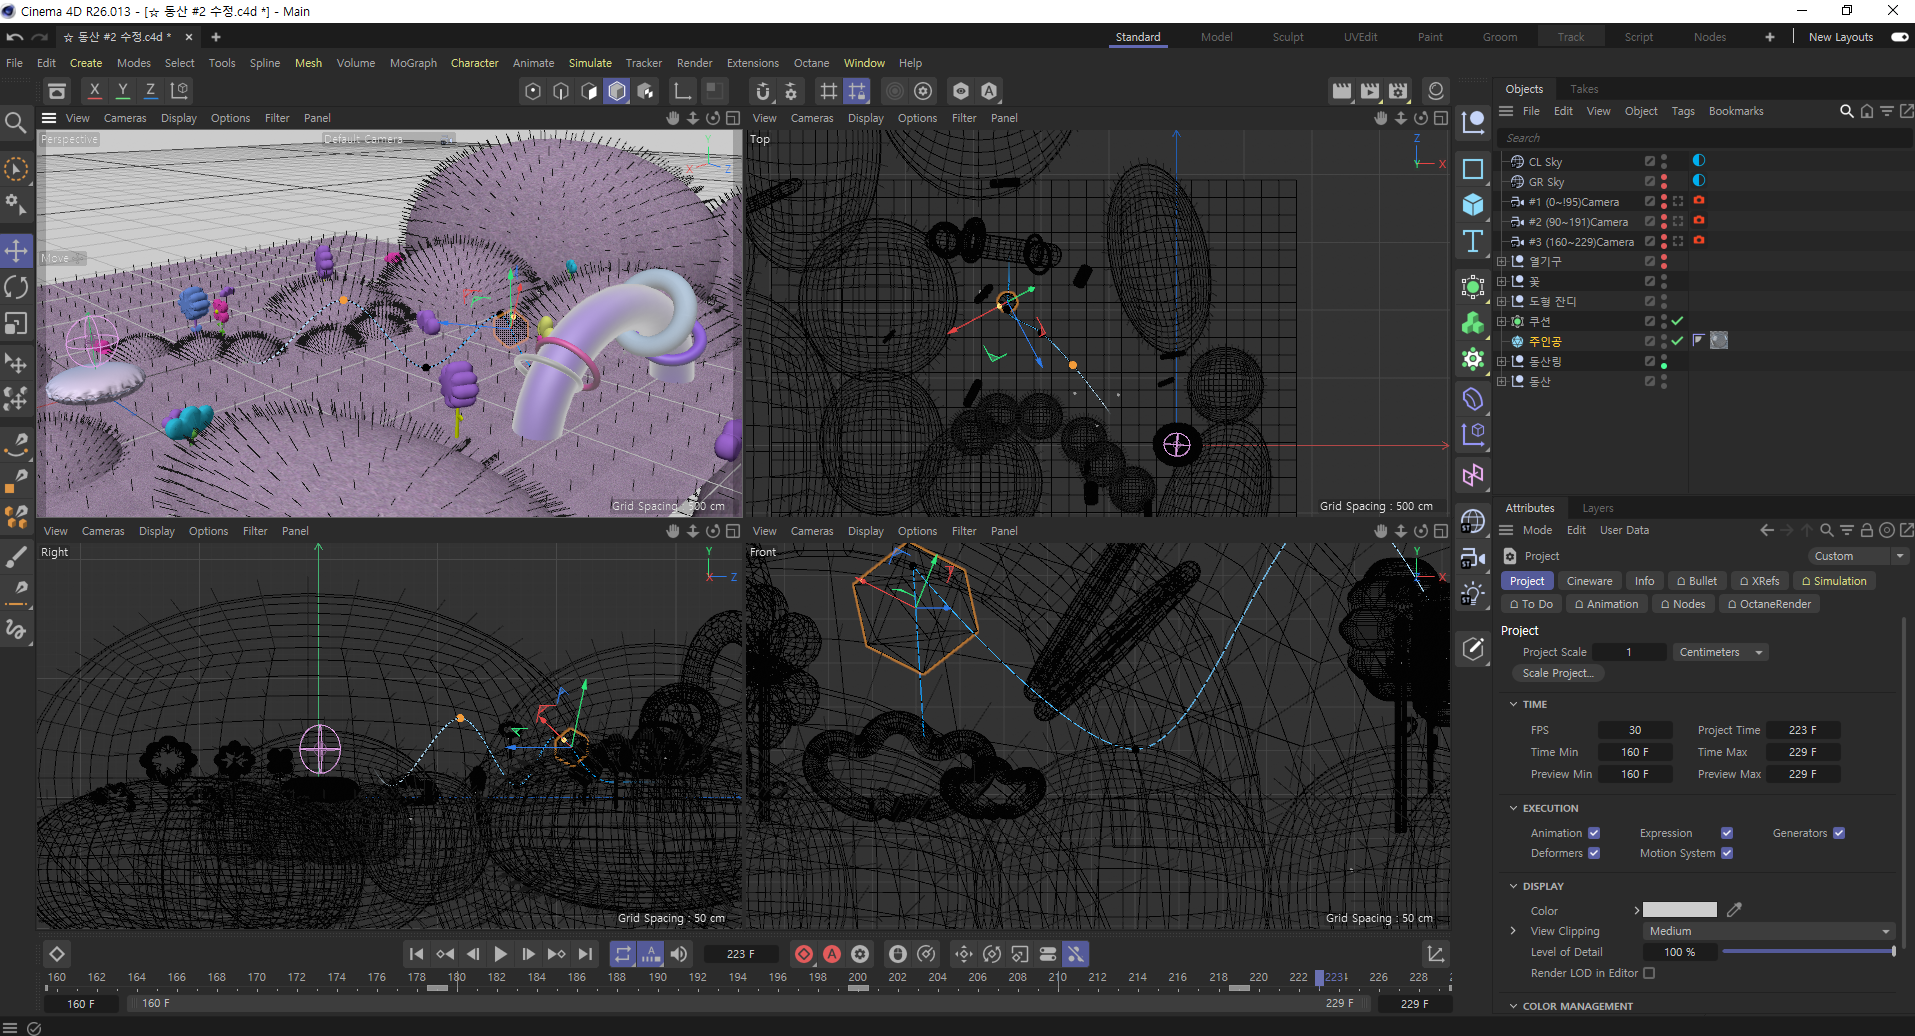 Cinema 4D R26.013 - [☆ 동산 #2 수정.c4d *] - Main
☆ 동산 #2 수정.c4d * × +
Standard Model Sculpt UVEdit Paint Groom Track Script Nodes + New Layouts
File Edit Create Modes Select Tools Spline Mesh Volume MoGraph Character Animate Simulate Tracker Render Extensions Octane Window Help
X Y Z
View Cameras Display Options Filter Panel
Perspective
Default Camera
Move
Grid Spacing : 500 cm
View Cameras Display Options Filter Panel
Top
Grid Spacing : 500 cm
View Cameras Display Options Filter Panel
Right
Grid Spacing : 50 cm
View Cameras Display Options Filter Panel
Front
Grid Spacing : 50 cm
Objects Takes
File Edit View Object Tags Bookmarks
Search
CL Sky
GR Sky
#1 (0~!95)Camera
#2 (90~191)Camera
#3 (160~229)Camera
열기구
꽃
도형 잔디
쿠션
주인공
동산링
동산
Attributes Layers
Mode Edit User Data
Project Custom
Project Cineware Info Bullet XRefs Simulation
To Do Animation Nodes OctaneRender
Project
Project Scale 1 Centimeters
Scale Project...
TIME
FPS 30 Project Time 223 F
Time Min 160 F Time Max 229 F
Preview Min 160 F Preview Max 229 F
EXECUTION
Animation Expression Generators
Deformers Motion System
DISPLAY
Color
View Clipping Medium
Level of Detail 100 %
Render LOD in Editor
COLOR MANAGEMENT
223 F
160 162 164 166 168 170 172 174 176 178 180 182 184 186 188 190 192 194 196 198 200 202 204 206 208 210 212 214 216 218 220 222 223 226 228
160 F 160 F 229 F 229 F